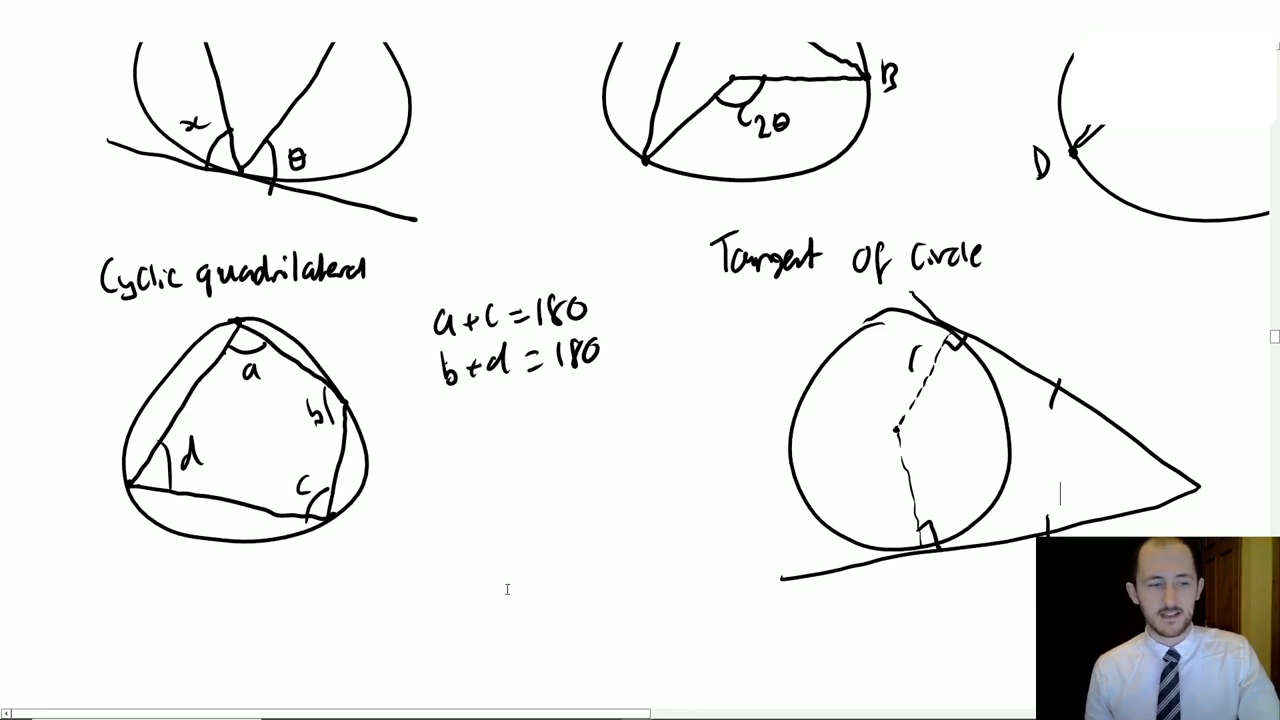 x
θ
2θ
B
D
Cyclic quadrilateral
Tangent of Circle
a+c=180
b+d=180
a
b
c
d
r